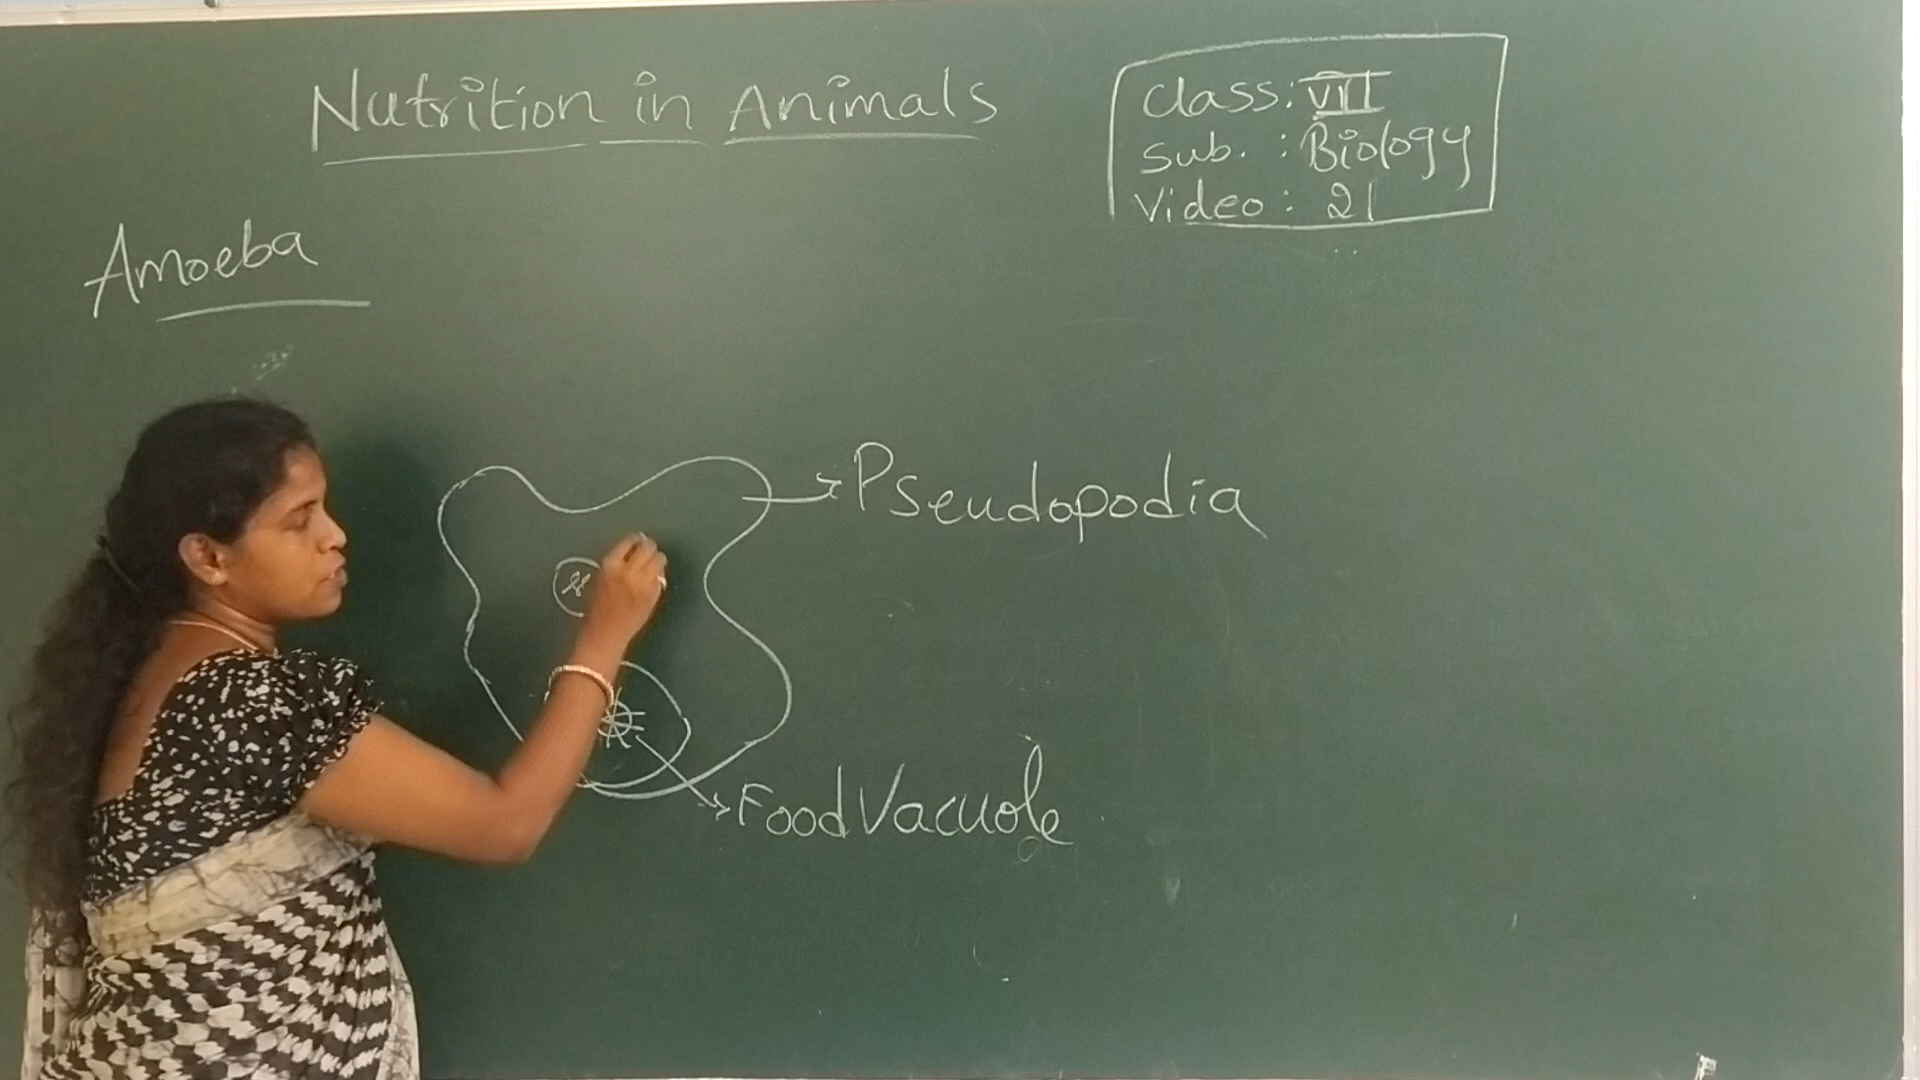 Nutrition in Animals
Class: VII
Sub. : Biology
Video : 21
Amoeba
Pseudopodia
Food Vacuole